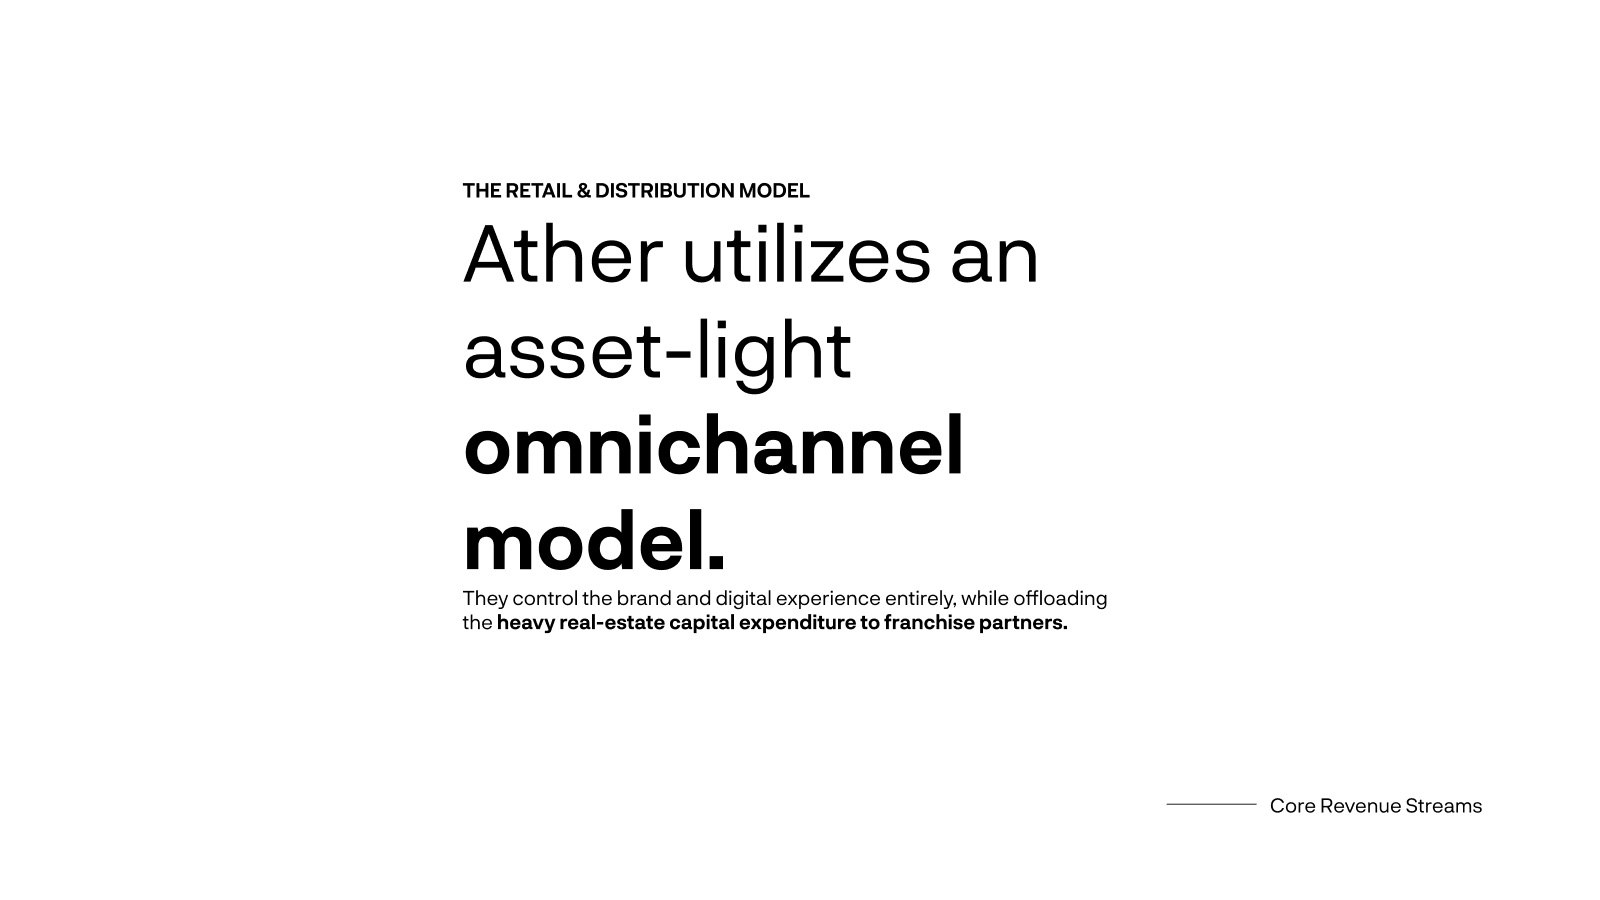 THE RETAIL & DISTRIBUTION MODEL
Ather utilizes an
asset-light
omnichannel
model.
They control the brand and digital experience entirely, while offloading
the heavy real-estate capital expenditure to franchise partners.
Core Revenue Streams